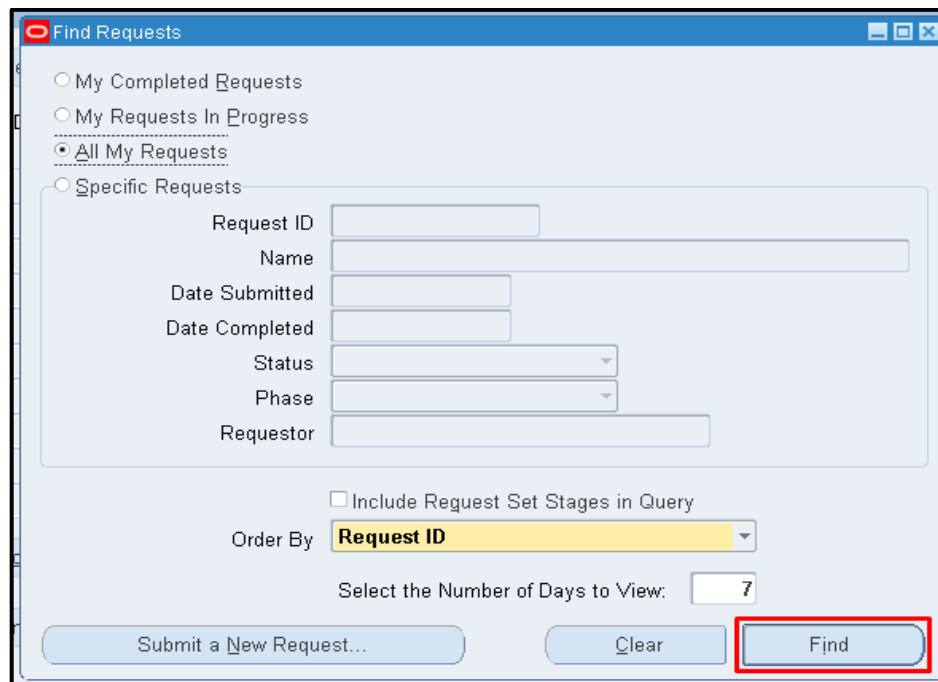 Find Requests
My Completed Requests
My Requests In Progress
All My Requests
Specific Requests
Request ID
Name
Date Submitted
Date Completed
Status
Phase
Requestor
Include Request Set Stages in Query
Order By Request ID
Select the Number of Days to View: 7
Submit a New Request... Clear Find